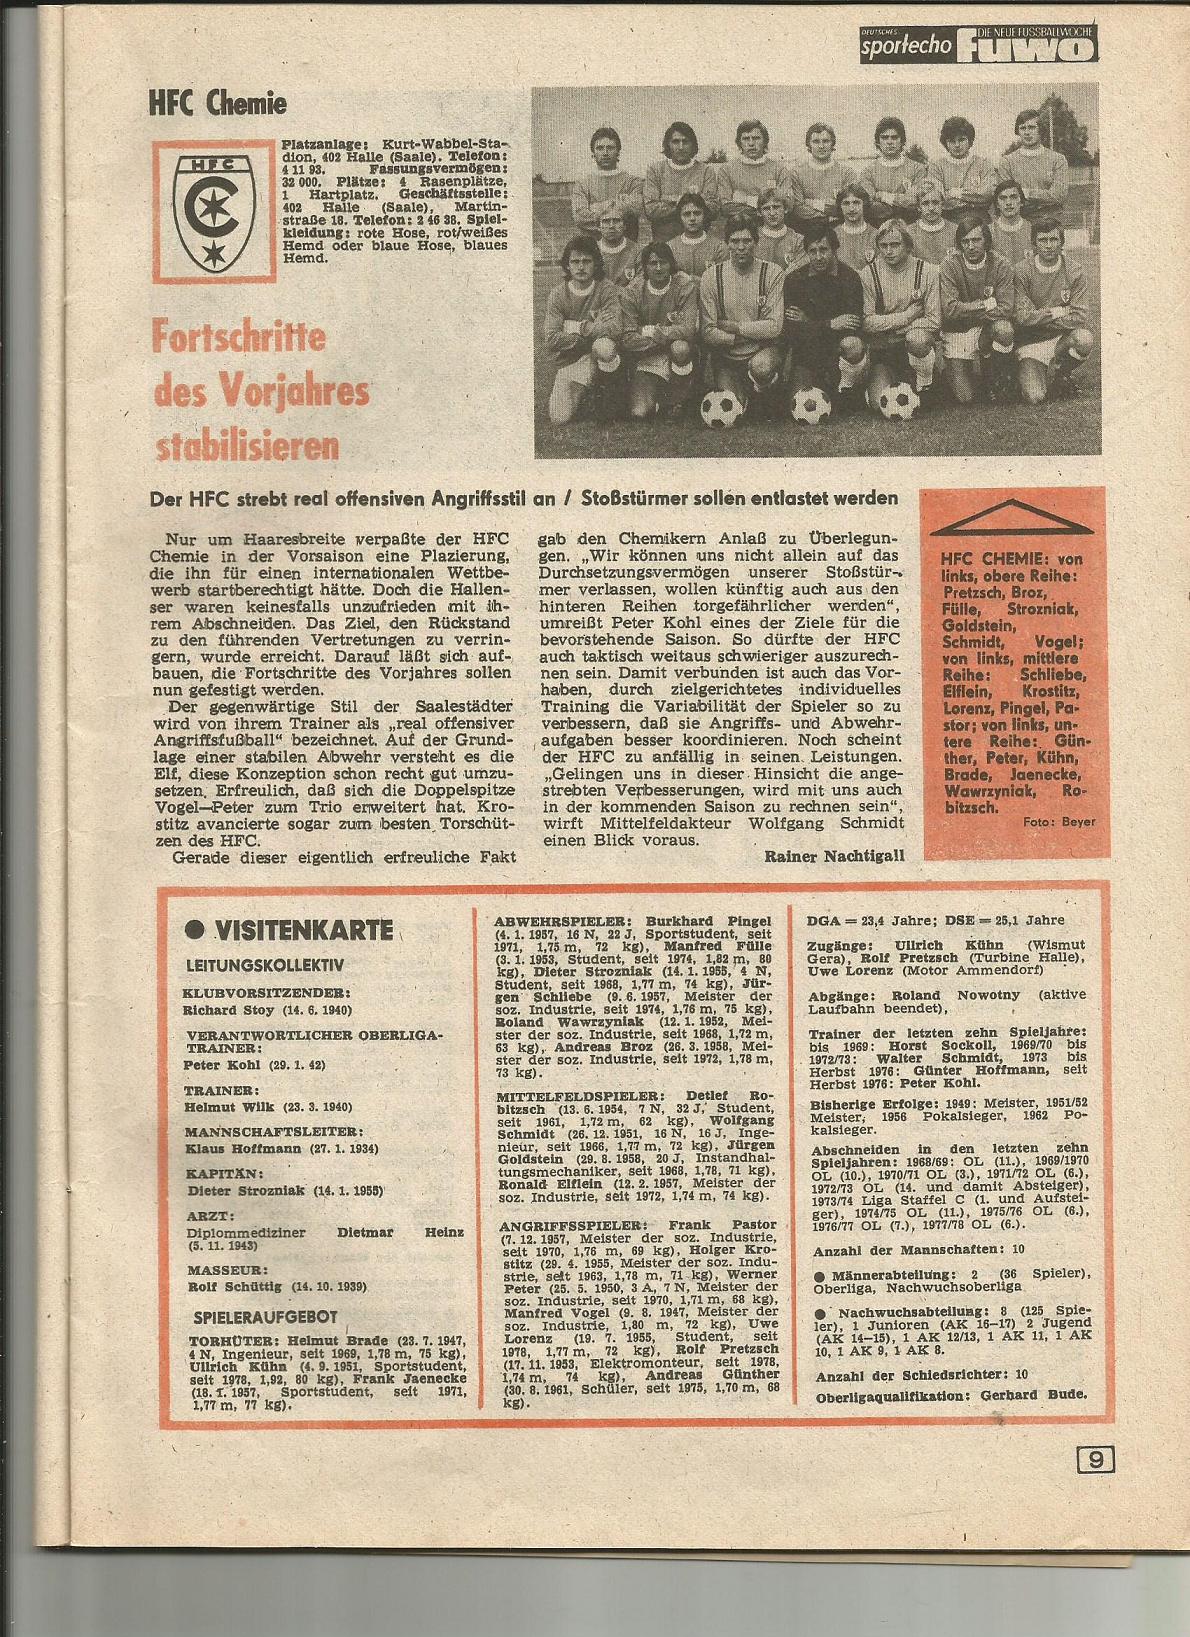 DEUTSCHES
sportecho
DIE NEUE FUSSBALLWOCHE
fuwo
HFC Chemie
HFC
Platzanlage: Kurt-Wabbel-Sta-
dion, 402 Halle (Saale). Telefon:
4 11 93. Fassungsvermögen:
32 000. Plätze: 4 Rasenplätze,
1 Hartplatz. Geschäftsstelle:
402 Halle (Saale), Martin-
straße 18. Telefon: 2 46 38. Spiel-
kleidung: rote Hose, rot/weißes
Hemd oder blaue Hose, blaues
Hemd.
Fortschritte
des Vorjahres
stabilisieren
Der HFC strebt real offensiven Angriffsstil an / Stoßstürmer sollen entlastet werden
Nur um Haaresbreite verpaßte der HFC
Chemie in der Vorsaison eine Plazierung,
die ihn für einen internationalen Wettbe-
werb startberechtigt hätte. Doch die Hallen-
ser waren keinesfalls unzufrieden mit ih-
rem Abschneiden. Das Ziel, den Rückstand
zu den führenden Vertretungen zu verrin-
gern, wurde erreicht. Darauf läßt sich auf-
bauen, die Fortschritte des Vorjahres sollen
nun gefestigt werden.
Der gegenwärtige Stil der Saalestädter
wird von ihrem Trainer als „real offensiver
Angriffsfußball“ bezeichnet. Auf der Grund-
lage einer stabilen Abwehr versteht es die
Elf, diese Konzeption schon recht gut umzu-
setzen. Erfreulich, daß sich die Doppelspitze
Vogel—Peter zum Trio erweitert hat. Kro-
stitz avancierte sogar zum besten Torschüt-
zen des HFC.
Gerade dieser eigentlich erfreuliche Fakt
gab den Chemikern Anlaß zu Überlegun-
gen. „Wir können uns nicht allein auf das
Durchsetzungsvermögen unserer Stoßstür-
mer verlassen, wollen künftig auch aus den
hinteren Reihen torgefährlicher werden“,
umreißt Peter Kohl eines der Ziele für die
bevorstehende Saison. So dürfte der HFC
auch taktisch weitaus schwieriger auszurech-
nen sein. Damit verbunden ist auch das Vor-
haben, durch zielgerichtetes individuelles
Training die Variabilität der Spieler so zu
verbessern, daß sie Angriffs- und Abwehr-
aufgaben besser koordinieren. Noch scheint
der HFC zu anfällig in seinen Leistungen.
„Gelingen uns in dieser Hinsicht die ange-
strebten Verbesserungen, wird mit uns auch
in der kommenden Saison zu rechnen sein“,
wirft Mittelfeldakteur Wolfgang Schmidt
einen Blick voraus.
Rainer Nachtigall
HFC CHEMIE: von
links, obere Reihe:
Pretzsch, Broz,
Fülle, Strozniak,
Goldstein,
Schmidt, Vogel;
von links, mittlere
Reihe: Schliebe,
Elflein, Krostitz,
Lorenz, Pingel, Pa-
stor; von links, un-
tere Reihe: Gün-
ther, Peter, Kühn,
Brade, Jaenecke,
Wawrzyniak, Ro-
bitzsch.
Foto: Beyer
● VISITENKARTE
LEITUNGSKOLLEKTIV
KLUBVORSITZENDER:
Richard Stoy (14. 6. 1940)
VERANTWORTLICHER OBERLIGA-
TRAINER:
Peter Kohl (29. 1. 42)
TRAINER:
Helmut Wilk (23. 3. 1940)
MANNSCHAFTSLEITER:
Klaus Hoffmann (27. 1. 1934)
KAPITÄN:
Dieter Strozniak (14. 1. 1955)
ARZT:
Diplommediziner Dietmar Heinz
(5. 11. 1943)
MASSEUR:
Rolf Schüttig (14. 10. 1939)
SPIELERAUFGEBOT
TORHÜTER: Helmut Brade (23. 7. 1947,
4 N, Ingenieur, seit 1969, 1,78 m, 75 kg),
Ullrich Kühn (4. 9. 1951, Sportstudent,
seit 1978, 1,92, 80 kg), Frank Jaenecke
(18. 1. 1957, Sportstudent, seit 1971,
1,77 m, 77 kg).
ABWEHRSPIELER: Burkhard Pingel
(4. 1. 1957, 16 N, 22 J, Sportstudent, seit
1971, 1,75 m, 72 kg), Manfred Fülle
(3. 1. 1953, Student, seit 1974, 1,82 m, 80
kg), Dieter Strozniak (14. 1. 1955, 4 N,
Student, seit 1968, 1,77 m, 74 kg), Jür-
gen Schliebe (9. 6. 1957, Meister der
soz. Industrie, seit 1974, 1,76 m, 75 kg),
Roland Wawrzyniak (12. 1. 1952, Mei-
ster der soz. Industrie, seit 1968, 1,72 m,
63 kg), Andreas Broz (26. 3. 1958, Mei-
ster der soz. Industrie, seit 1972, 1,78 m,
73 kg).
MITTELFELDSPIELER: Detlef Ro-
bitzsch (13. 6. 1954, 7 N, 32 J, Student,
seit 1961, 1,72 m, 62 kg), Wolfgang
Schmidt (26. 12. 1951, 16 N, 16 J, Inge-
nieur, seit 1966, 1,77 m, 72 kg), Jürgen
Goldstein (29. 8. 1958, 20 J, Instandhal-
tungsmechaniker, seit 1968, 1,78, 71 kg),
Ronald Elflein (12. 2. 1957, Meister der
soz. Industrie, seit 1972, 1,74 m, 74 kg).
ANGRIFFSSPIELER: Frank Pastor
(7. 12. 1957, Meister der soz. Industrie,
seit 1970, 1,76 m, 69 kg), Holger Kro-
stitz (29. 4. 1955, Meister der soz. Indu-
strie, seit 1963, 1,78 m, 71 kg), Werner
Peter (25. 5. 1950, 3 A, 7 N, Meister der
soz. Industrie, seit 1970, 1,71 m, 68 kg),
Manfred Vogel (9. 8. 1947, Meister der
soz. Industrie, 1,80 m, 72 kg), Uwe
Lorenz (19. 7. 1955, Student, seit
1978, 1,77 m, 72 kg), Rolf Pretzsch
(17. 11. 1953, Elektromonteur, seit 1978,
1,74 m, 74 kg), Andreas Günther
(30. 8. 1961, Schüler, seit 1975, 1,70 m, 68
kg).
DGA = 23,4 Jahre; DSE = 25,1 Jahre
Zugänge: Ullrich Kühn (Wismut
Gera), Rolf Pretzsch (Turbine Halle),
Uwe Lorenz (Motor Ammendorf)
Abgänge: Roland Nowotny (aktive
Laufbahn beendet),
Trainer der letzten zehn Spieljahre:
bis 1969: Horst Sockoll, 1969/70 bis
1972/73: Walter Schmidt, 1973 bis
Herbst 1976: Günter Hoffmann, seit
Herbst 1976: Peter Kohl.
Bisherige Erfolge: 1949: Meister, 1951/52
Meister, 1956 Pokalsieger, 1962 Po-
kalsieger.
Abschneiden in den letzten zehn
Spieljahren: 1968/69: OL (11.), 1969/1970
OL (10.), 1970/71 OL (3.), 1971/72 OL (6.),
1972/73 OL (14. und damit Absteiger),
1973/74 Liga Staffel C (1. und Aufstei-
ger), 1974/75 OL (11.), 1975/76 OL (6.),
1976/77 OL (7.), 1977/78 OL (6.).
Anzahl der Mannschaften: 10
● Männerabteilung: 2 (36 Spieler),
Oberliga, Nachwuchsoberliga
● Nachwuchsabteilung: 8 (125 Spie-
ler), 1 Junioren (AK 16—17) 2 Jugend
(AK 14—15), 1 AK 12/13, 1 AK 11, 1 AK
10, 1 AK 9, 1 AK 8.
Anzahl der Schiedsrichter: 10
Oberligaqualifikation: Gerhard Bude.
9